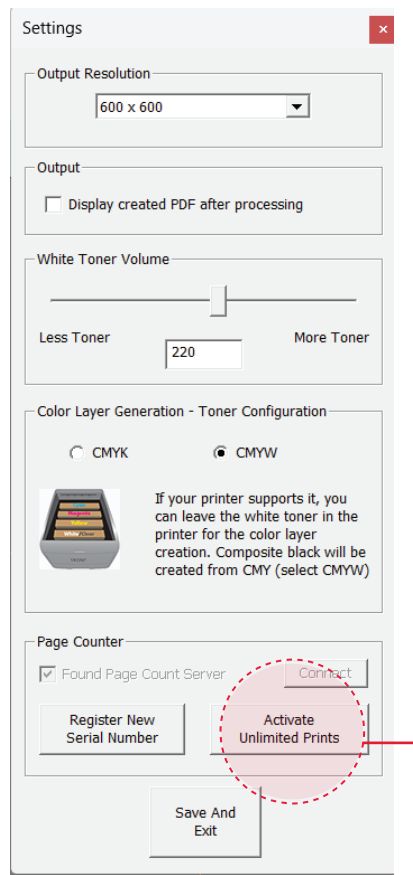 Settings
Output Resolution
600 x 600
Output
Display created PDF after processing
White Toner Volume
Less Toner
More Toner
220
Color Layer Generation - Toner Configuration
CMYK
CMYW
If your printer supports it, you
can leave the white toner in the
printer for the color layer
creation. Composite black will be
created from CMY (select CMYW)
Magenta
Yellow
Page Counter
Found Page Count Server
Connect
Register New
Serial Number
Activate
Unlimited Prints
Save And
Exit